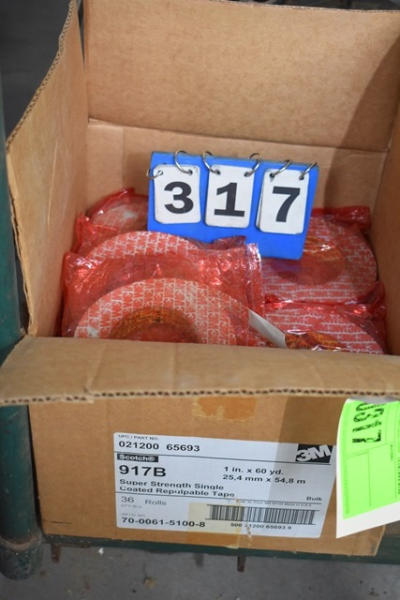 317
UPC / PART NO.
021200 65693
Scotch®
917B
1 in. x 60 yd.
25,4 mm x 54,8 m
3M
Super Strength Single
Coated Repulpable Tape
36 Rolls
Bulk
70-0061-5100-8
L1637